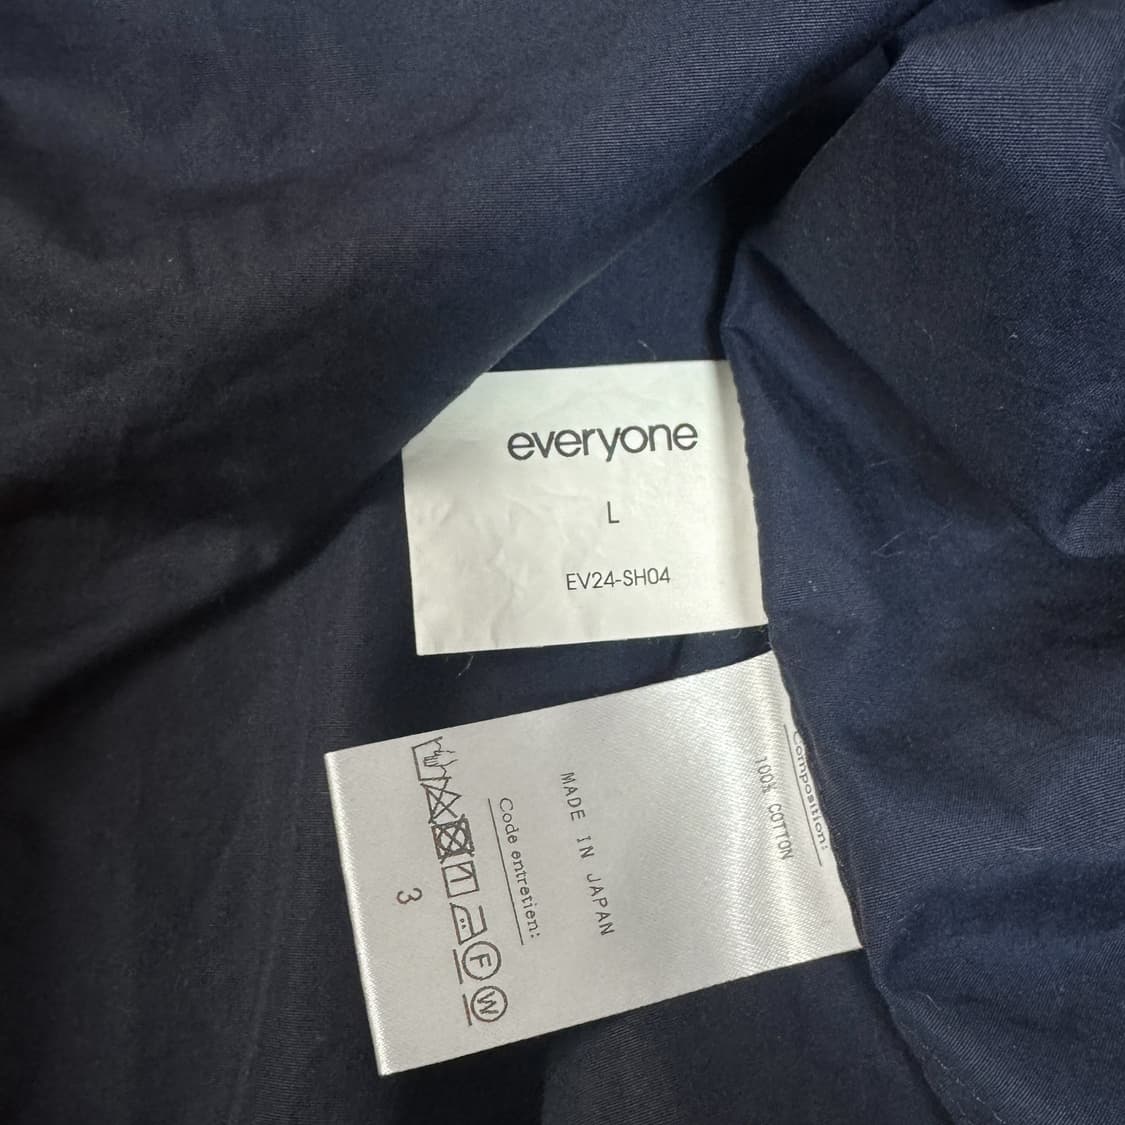 everyone
L
EV24-SH04
Composition:
100% COTTON
MADE IN JAPAN
Code entretien:
F
W
3